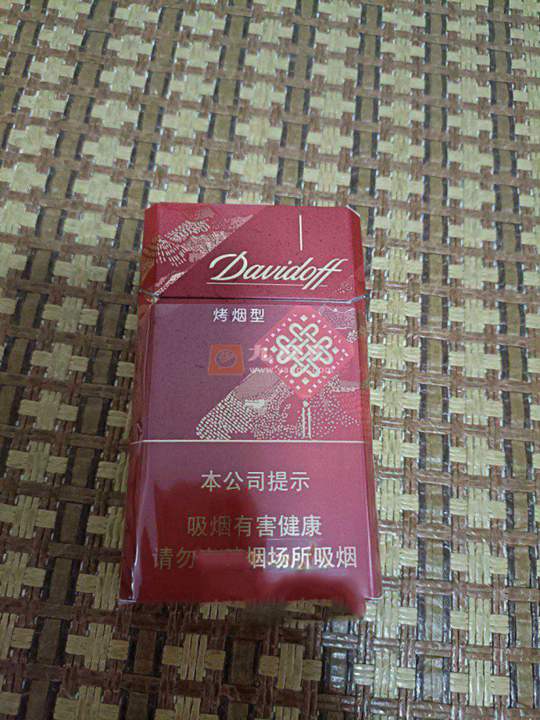 Davidoff
烤烟型
本公司提示
吸烟有害健康
请勿 烟场所吸烟